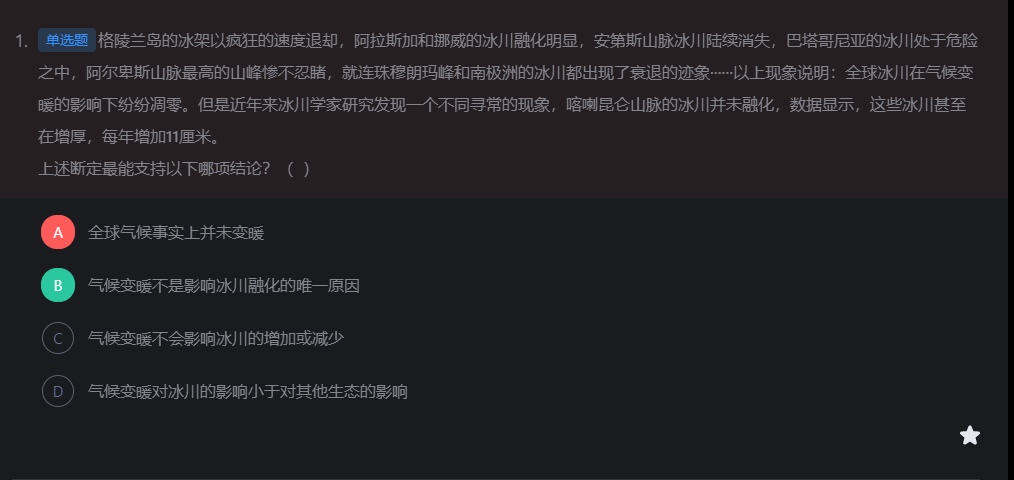 1. 单选题 格陵兰岛的冰架以疯狂的速度退却，阿拉斯加和挪威的冰川融化明显，安第斯山脉冰川陆续消失，巴塔哥尼亚的冰川处于危险
之中，阿尔卑斯山脉最高的山峰惨不忍睹，就连珠穆朗玛峰和南极洲的冰川都出现了衰退的迹象······以上现象说明：全球冰川在气候变
暖的影响下纷纷凋零。但是近年来冰川学家研究发现一个不同寻常的现象，喀喇昆仑山脉的冰川并未融化，数据显示，这些冰川甚至
在增厚，每年增加11厘米。
上述断定最能支持以下哪项结论？（ ）
A 全球气候事实上并未变暖
B 气候变暖不是影响冰川融化的唯一原因
C 气候变暖不会影响冰川的增加或减少
D 气候变暖对冰川的影响小于对其他生态的影响